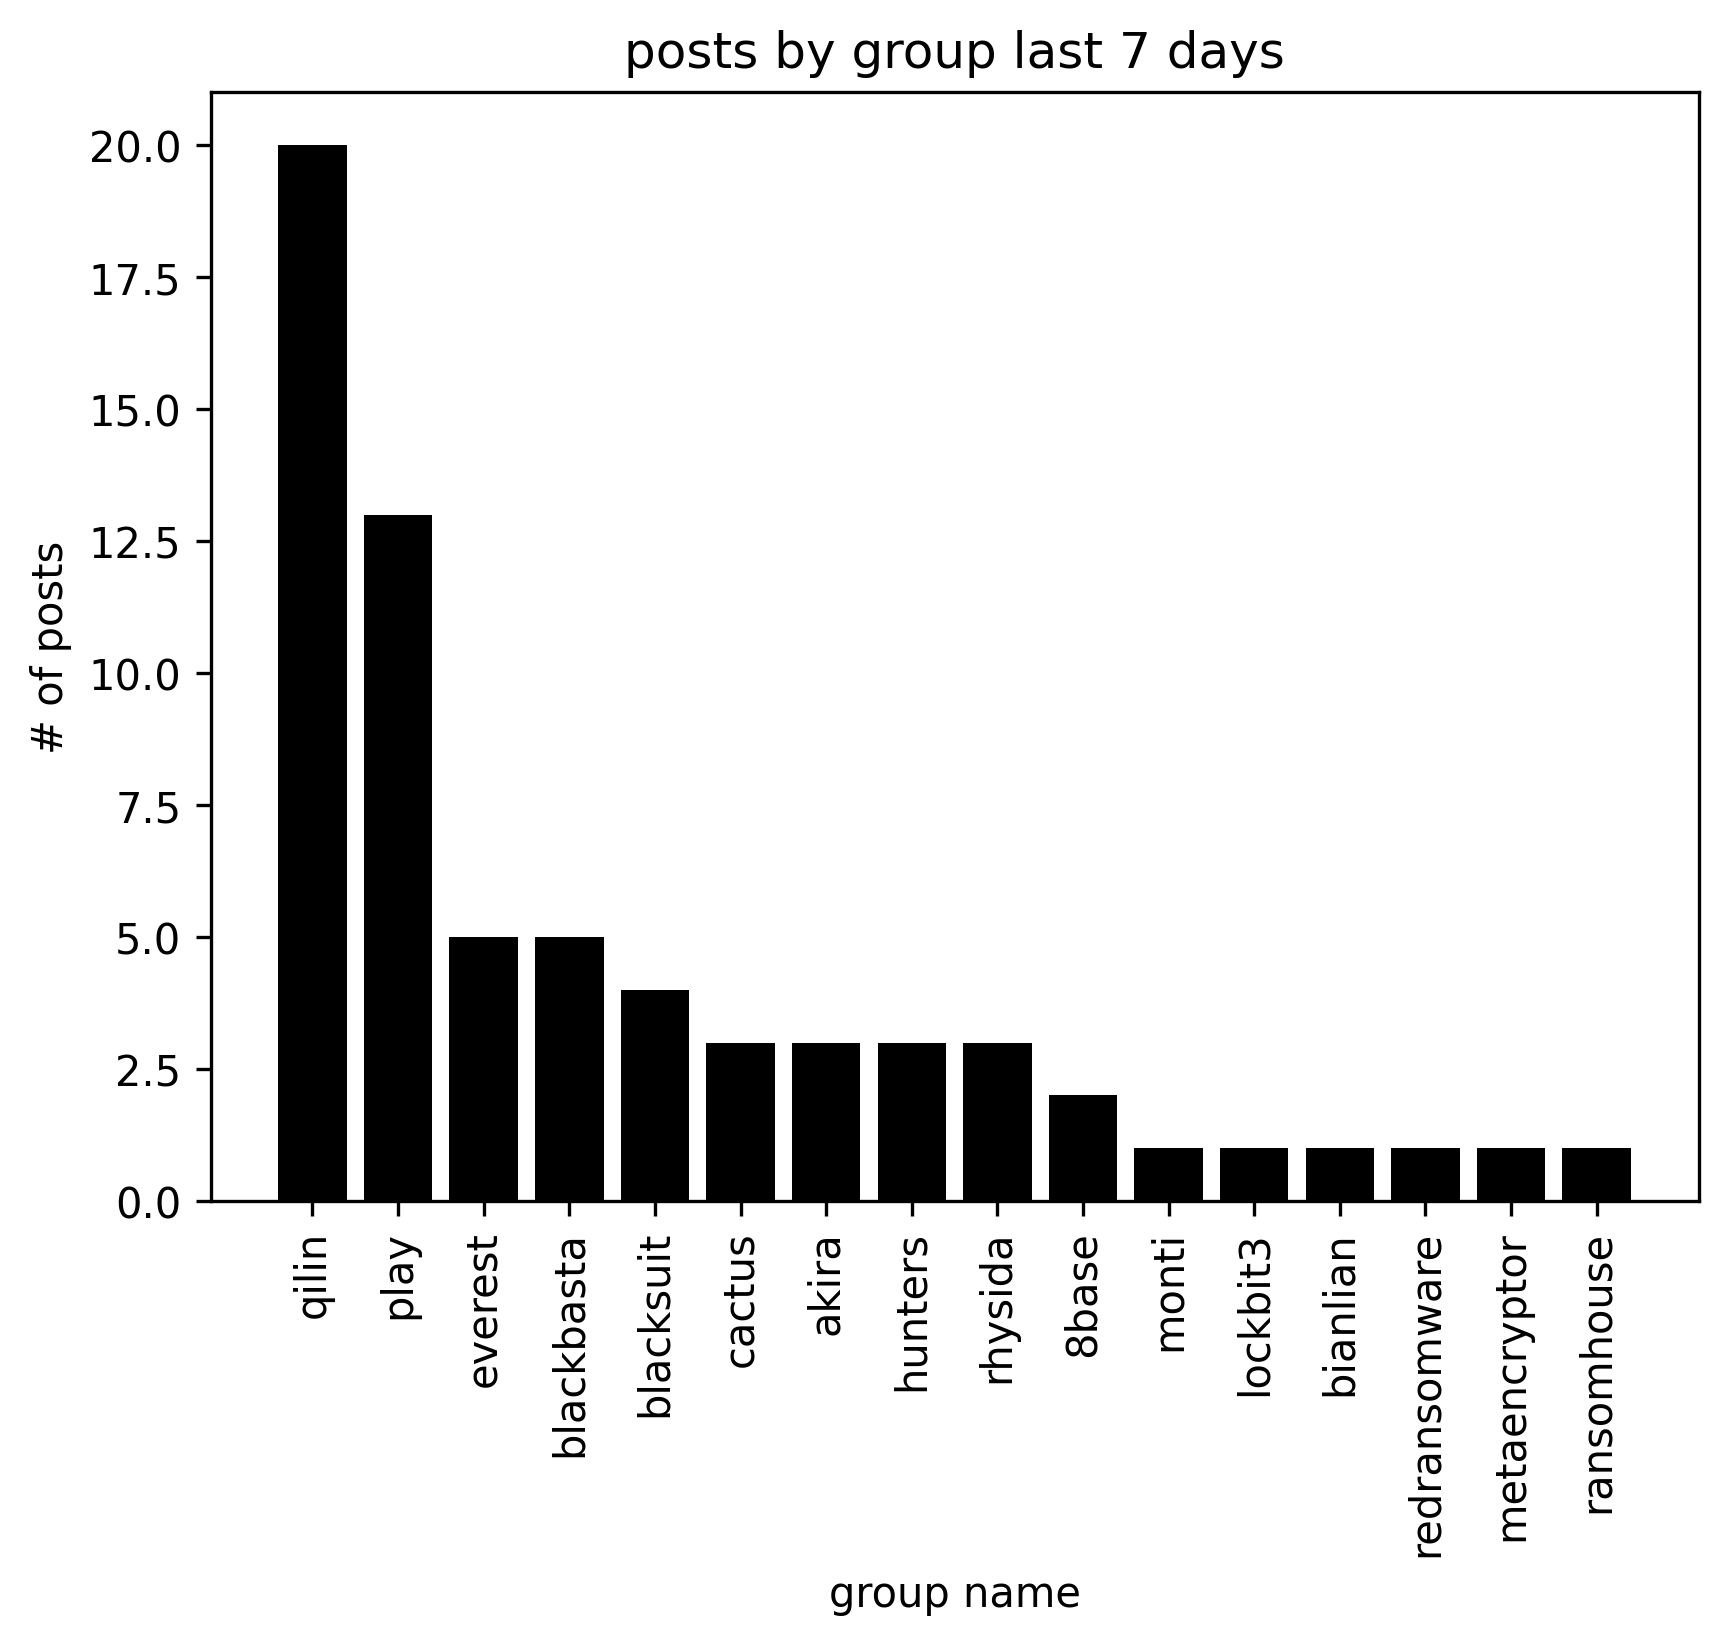 posts by group last 7 days
# of posts
20.0
17.5
15.0
12.5
10.0
7.5
5.0
2.5
0.0
qilin
play
everest
blackbasta
blacksuit
cactus
akira
hunters
rhysida
8base
monti
lockbit3
bianlian
redransomware
metaencryptor
ransomhouse
group name